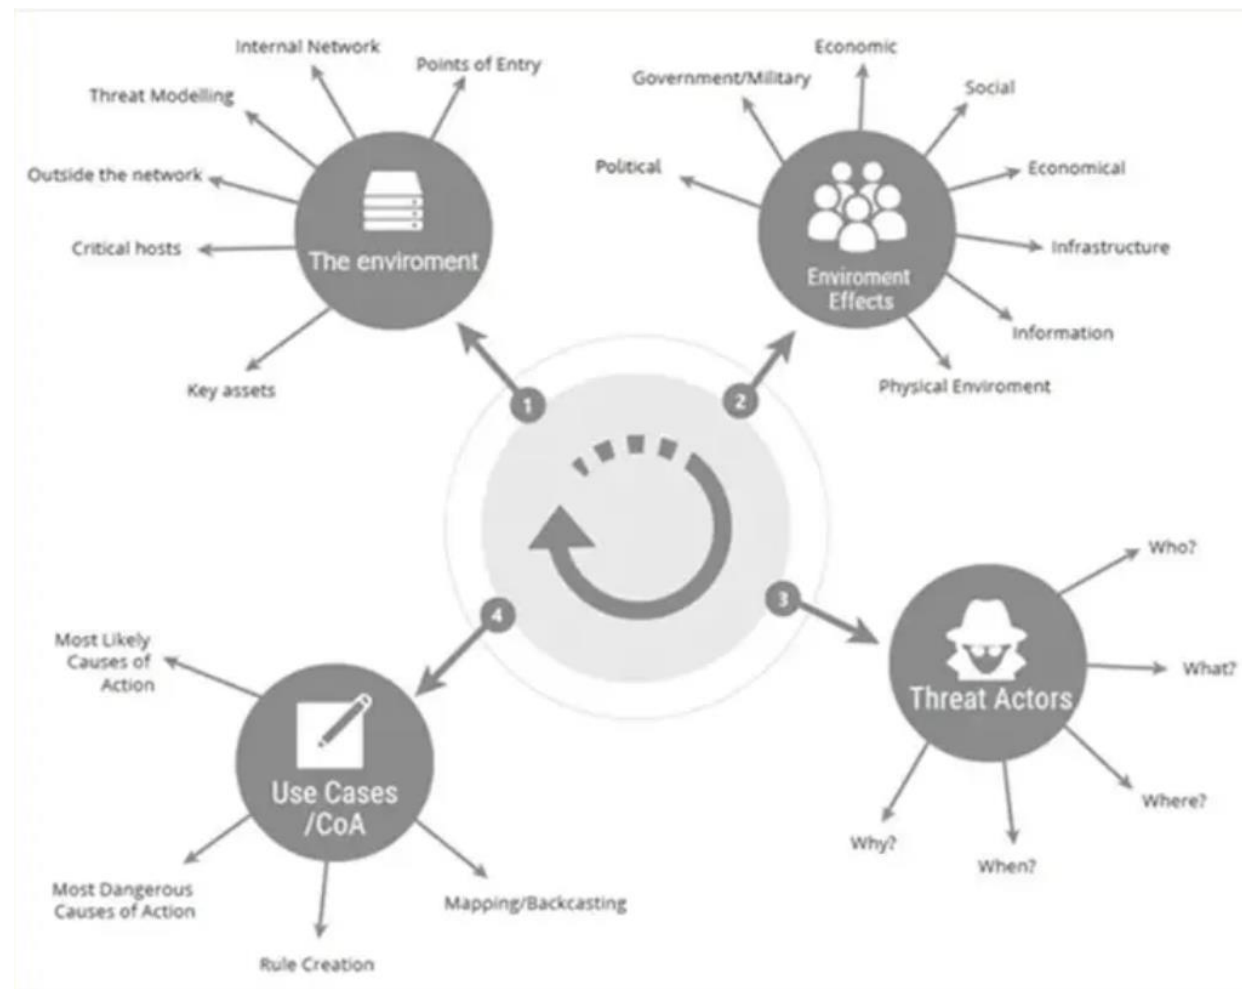 Internal Network
Points of Entry
Threat Modelling
Outside the network
Critical hosts
The enviroment
Key assets
Economic
Government/Military
Social
Political
Economical
Infrastructure
Enviroment
Effects
Information
Physical Enviroment
1
2
3
4
Who?
What?
Threat Actors
Where?
Why?
When?
Most Likely
Causes of
Action
Use Cases
/CoA
Most Dangerous
Causes of Action
Mapping/Backcasting
Rule Creation